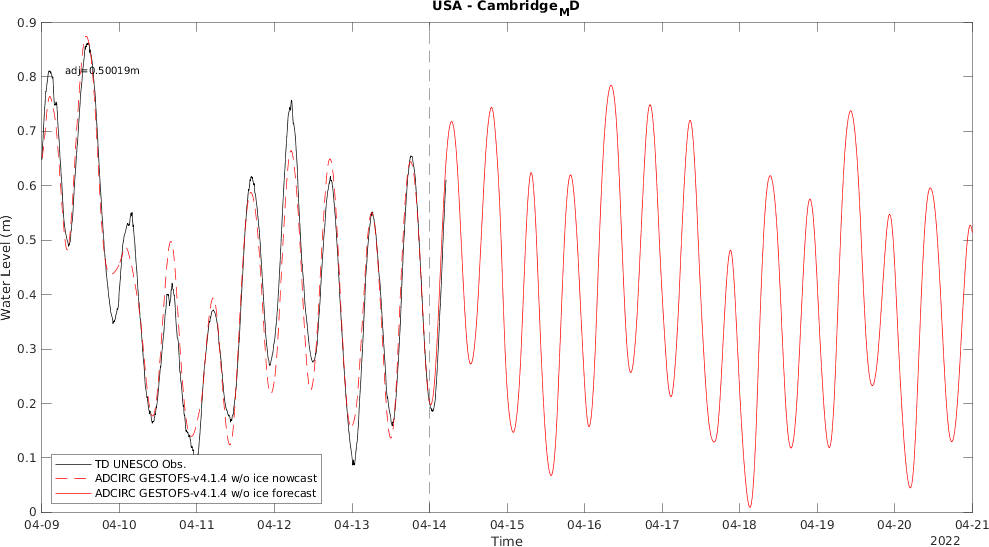 USA - Cambridge_MD
0.9
0.8
0.7
0.6
0.5
0.4
0.3
0.2
0.1
0
Water Level (m)
adj=0.50019m
TD UNESCO Obs.
ADCIRC GESTOFS-v4.1.4 w/o ice nowcast
ADCIRC GESTOFS-v4.1.4 w/o ice forecast
04-09 04-10 04-11 04-12 04-13 04-14 04-15 04-16 04-17 04-18 04-19 04-20 04-21
Time
2022